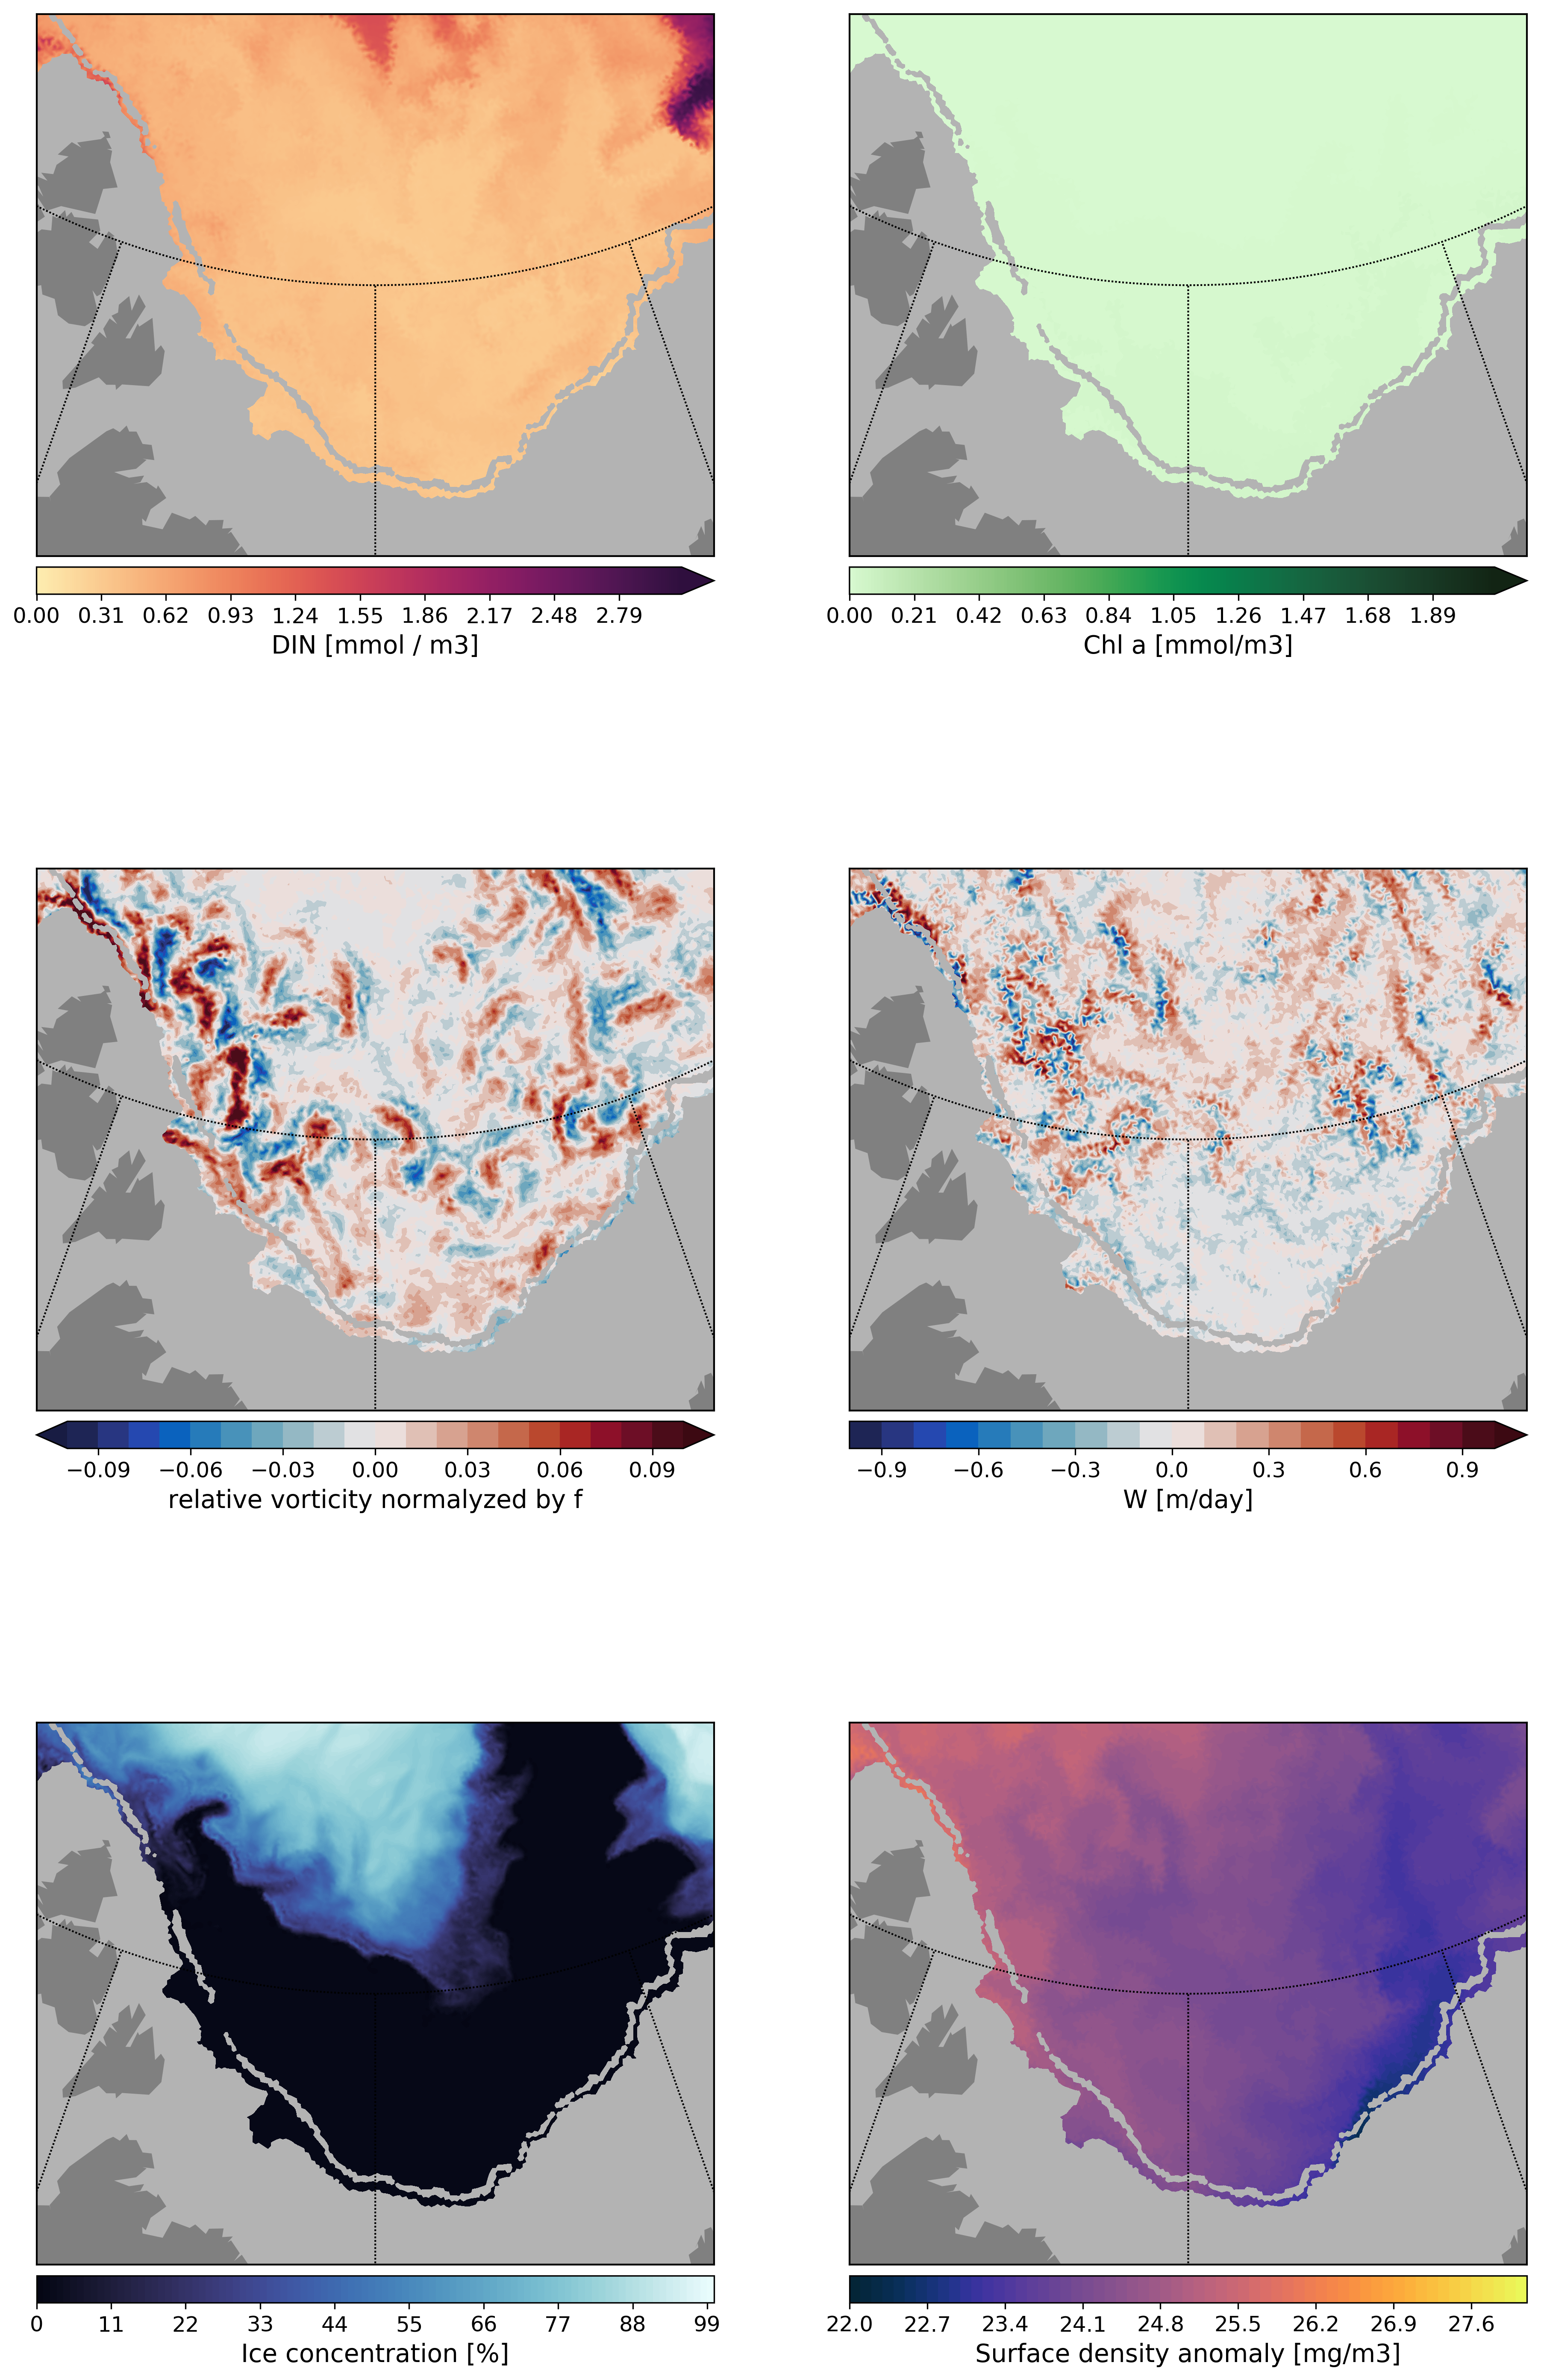 0.00 0.31 0.62 0.93 1.24 1.55 1.86 2.17 2.48 2.79
DIN [mmol / m3]
0.00 0.21 0.42 0.63 0.84 1.05 1.26 1.47 1.68 1.89
Chl a [mmol/m3]
−0.09 −0.06 −0.03 0.00 0.03 0.06 0.09
relative vorticity normalyzed by f
−0.9 −0.6 −0.3 0.0 0.3 0.6 0.9
W [m/day]
0 11 22 33 44 55 66 77 88 99
Ice concentration [%]
22.0 22.7 23.4 24.1 24.8 25.5 26.2 26.9 27.6
Surface density anomaly [mg/m3]